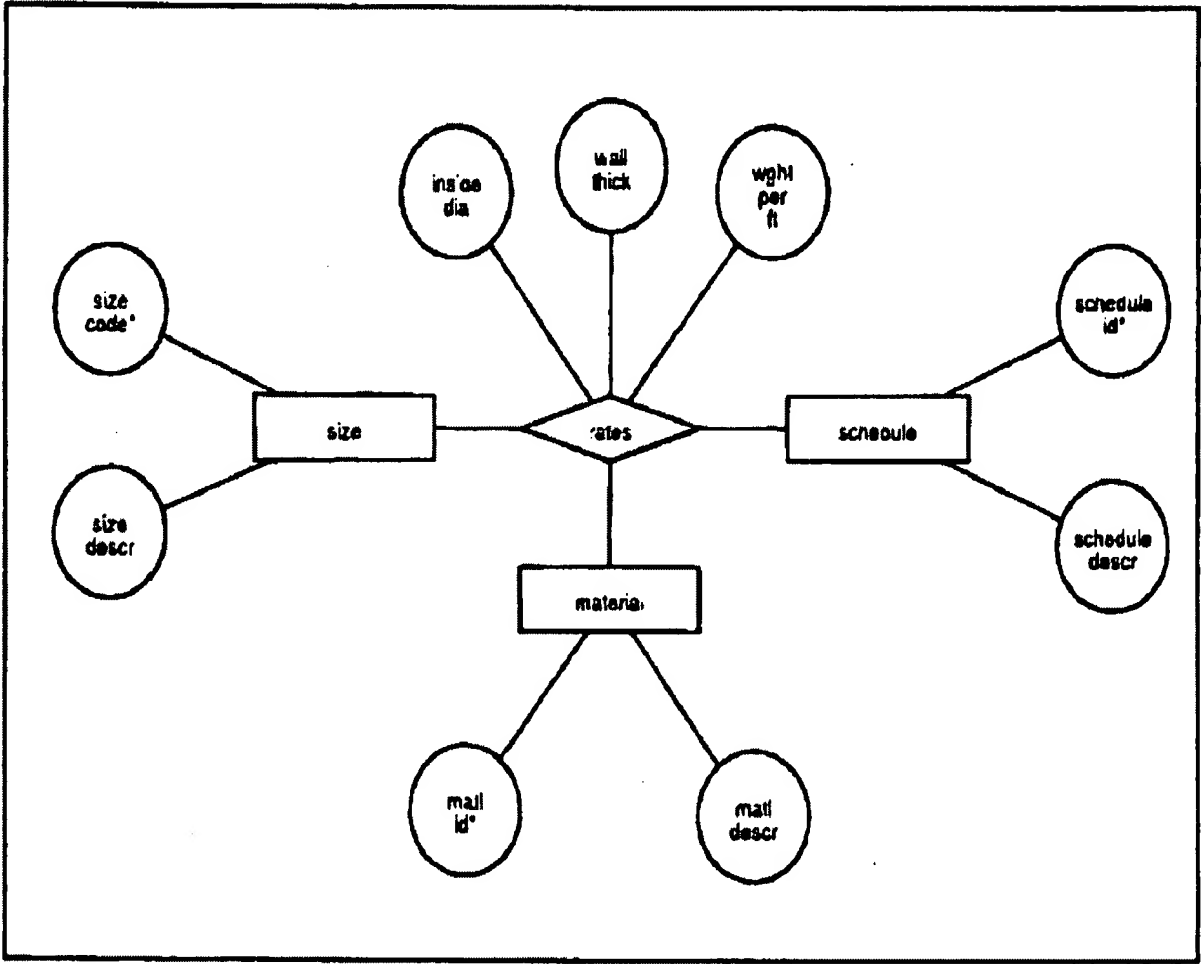 inside
dia
wall
thick
wght
per
ft
size
code*
schedule
id*
size
rates
schedule
size
descr
schedule
descr
material
matl
id*
matl
descr